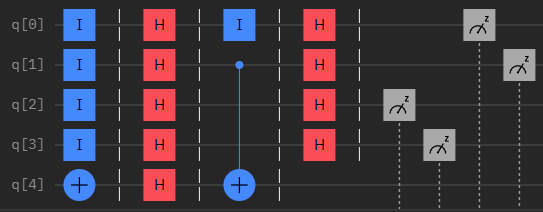 q[0] I H I H z
q[1] I H H z
q[2] I H H z
q[3] I H H z
q[4] H